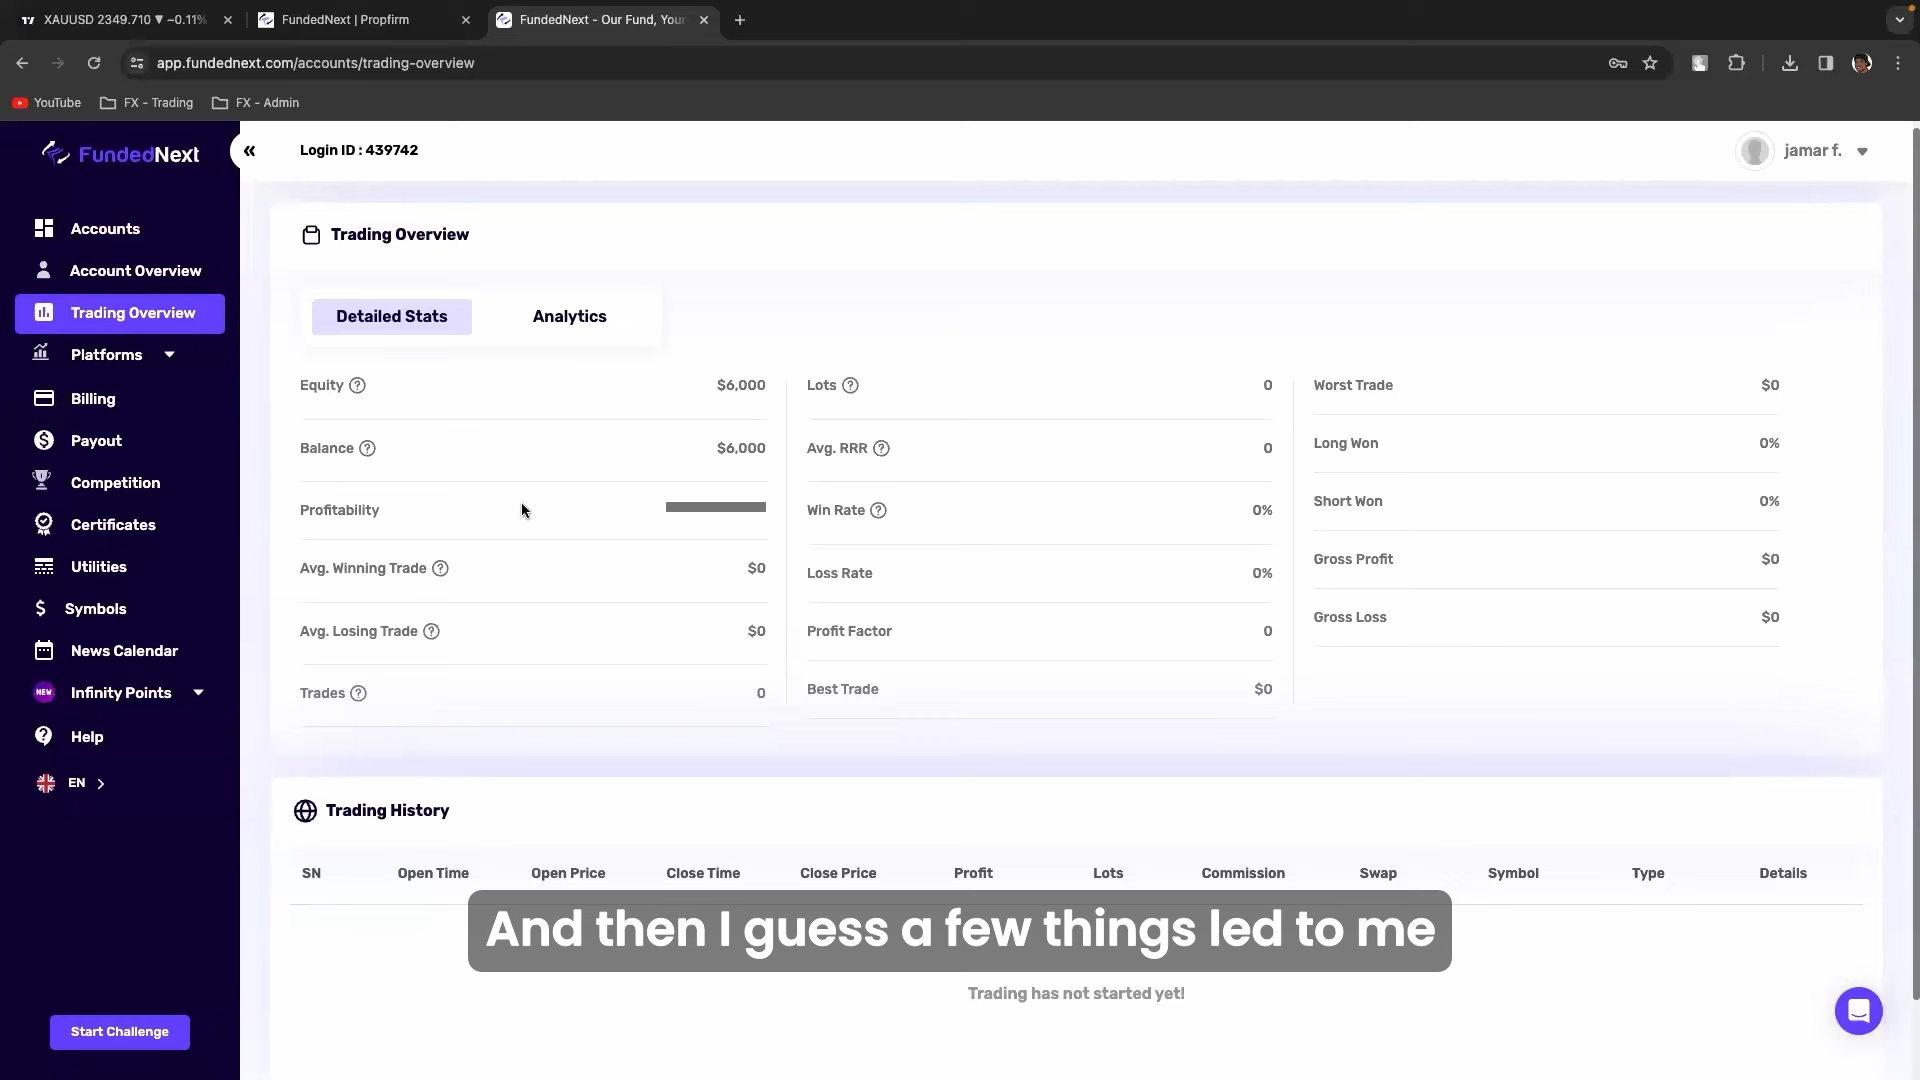 XAUUSD 2349.710 ▼ −0.11%
FundedNext | Propfirm
FundedNext - Our Fund, Your
app.fundednext.com/accounts/trading-overview
YouTube
FX - Trading
FX - Admin
FundedNext
Login ID : 439742
jamar f.
Accounts
Account Overview
Trading Overview
Platforms
Billing
Payout
Competition
Certificates
Utilities
Symbols
News Calendar
NEW Infinity Points
Help
EN
Start Challenge
Trading Overview
Detailed Stats
Analytics
Equity $6,000
Balance $6,000
Profitability
Avg. Winning Trade $0
Avg. Losing Trade $0
Trades 0
Lots 0
Avg. RRR 0
Win Rate 0%
Loss Rate 0%
Profit Factor 0
Best Trade $0
Worst Trade $0
Long Won 0%
Short Won 0%
Gross Profit $0
Gross Loss $0
Trading History
SN Open Time Open Price Close Time Close Price Profit Lots Commission Swap Symbol Type Details
And then I guess a few things led to me
Trading has not started yet!